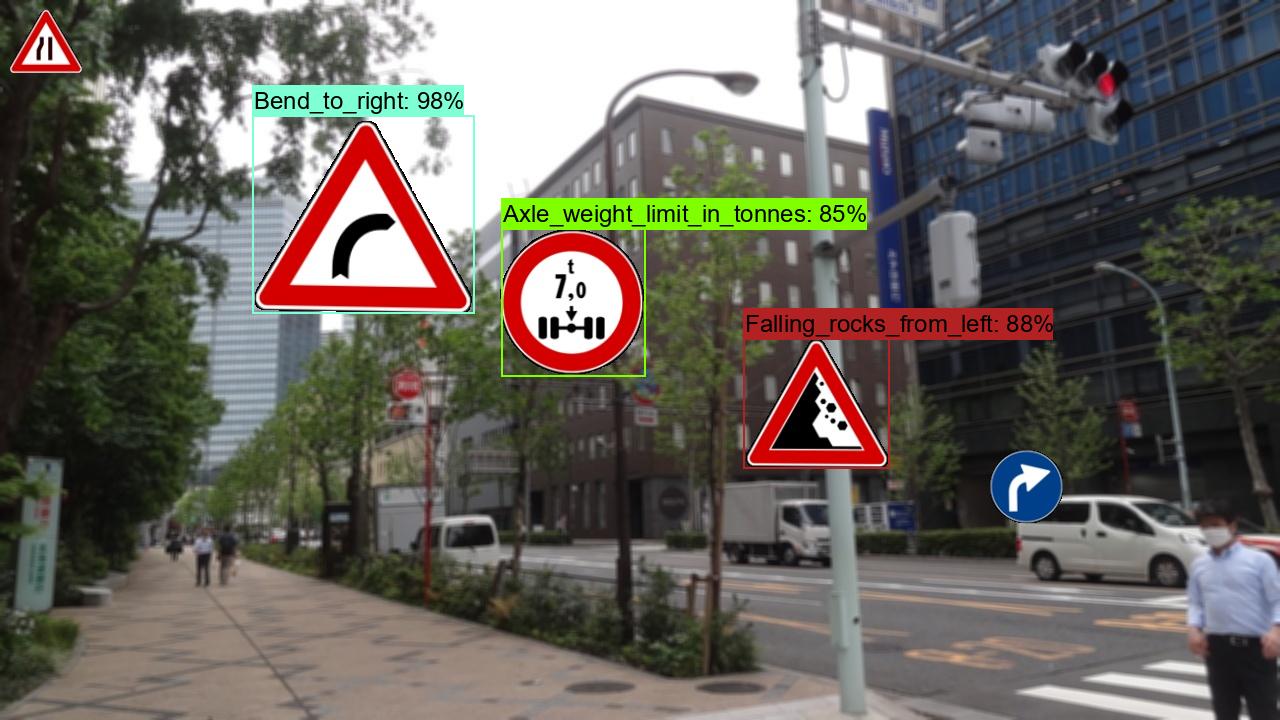 Bend_to_right: 98%
Axle_weight_limit_in_tonnes: 85%
t
7,0
Falling_rocks_from_left: 88%